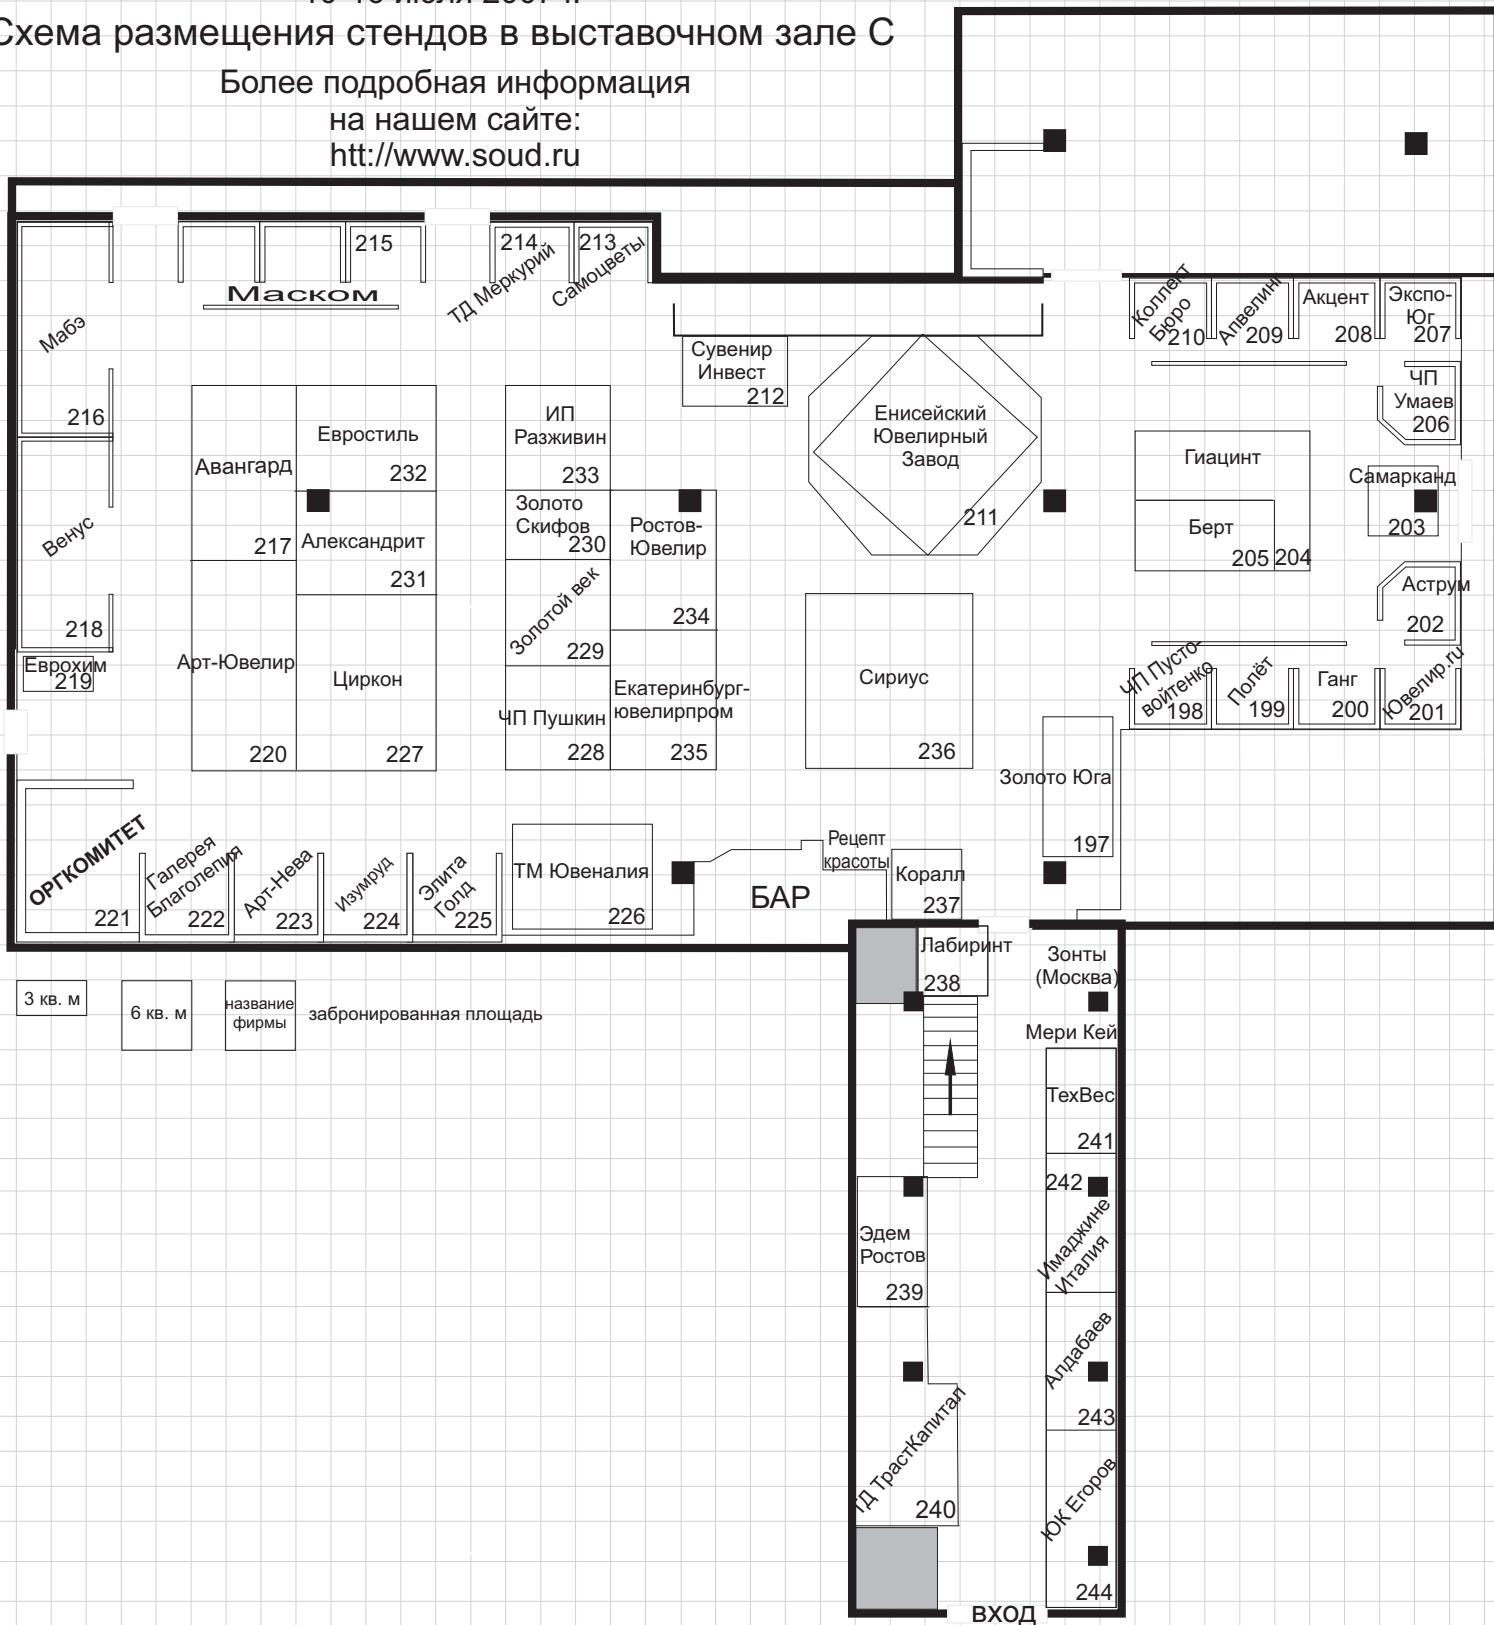 Схема размещения стендов в выставочном зале С
Более подробная информация
на нашем сайте:
htt://www.soud.ru
215
214
ТД Меркурий
213
Самоцветы
Маском
Мабэ
216
Коллект
Бюро
210
Апвелинг
209
Акцент
208
Экспо-
Юг
207
Сувенир
Инвест
212
ЧП
Умаев
206
Енисейский
Ювелирный
Завод
211
Авангард
217
Евростиль
232
ИП
Разживин
233
Гиацинт
204
Самарканд
203
Венус
218
Александрит
231
Золото
Скифов
230
Ростов-
Ювелир
234
Берт
205
Аструм
202
Золотой век
229
Еврохим
219
Арт-Ювелир
220
Циркон
227
ЧП Пушкин
228
Екатеринбург-
ювелирпром
235
Сириус
236
ЧП Пусто-
войтенко
198
Полёт
199
Ганг
200
Ювелир.ru
201
Золото Юга
197
ОРГКОМИТЕТ
221
Галерея
Благолепия
222
Арт-Нева
223
Изумруд
224
Элита
Голд
225
ТМ Ювеналия
226
БАР
Рецепт
красоты
Коралл
237
Лабиринт
238
Зонты
(Москва)
Мери Кей
3 кв. м
6 кв. м
название
фирмы
забронированная площадь
ТехВес
241
242
Имаджине
Италия
Эдем
Ростов
239
Алдабаев
243
ТД ТрастКапитал
240
ЮК Егоров
244
ВХОД